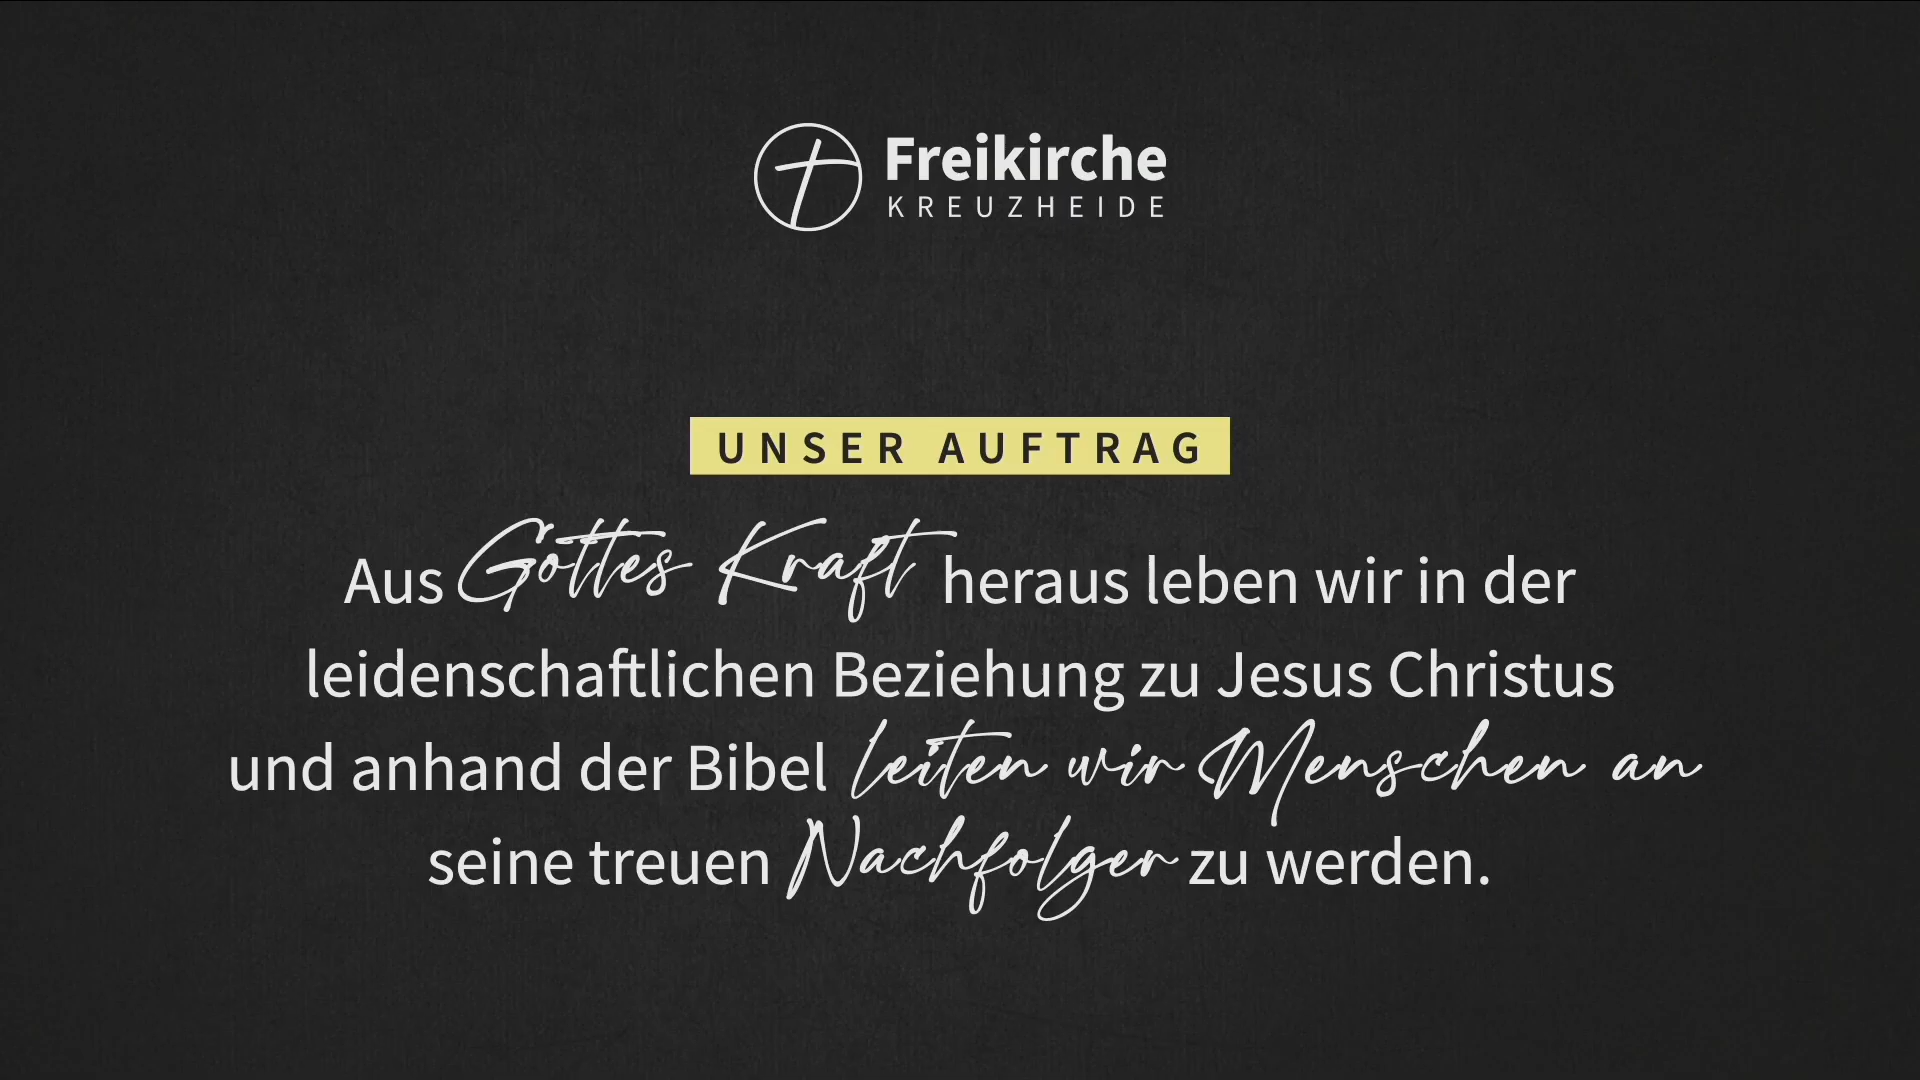 Freikirche
KREUZHEIDE
UNSER AUFTRAG
Aus Gottes Kraft heraus leben wir in der
leidenschaftlichen Beziehung zu Jesus Christus
und anhand der Bibel leiten wir Menschen an
seine treuen Nachfolger zu werden.